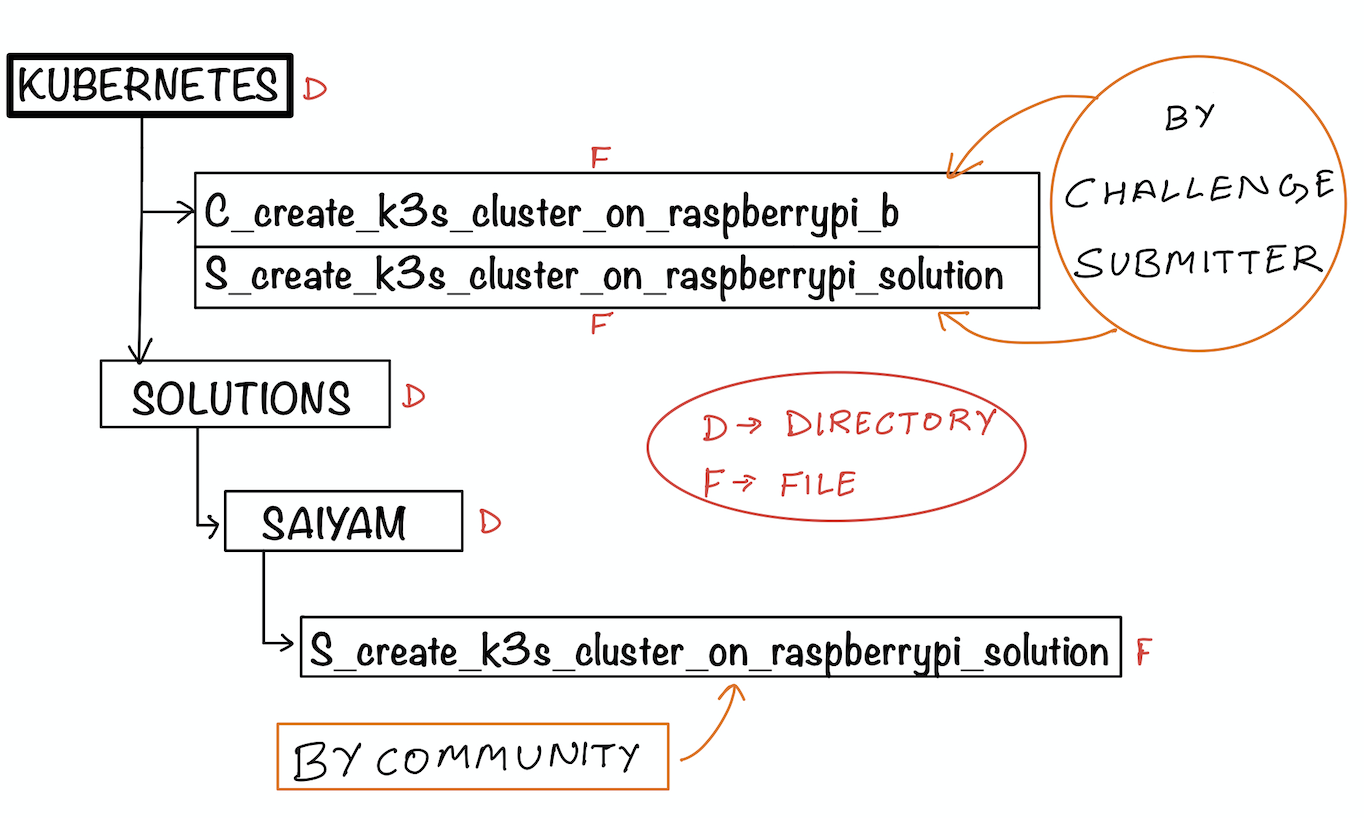 KUBERNETES D
F
C_create_k3s_cluster_on_raspberrypi_b
S_create_k3s_cluster_on_raspberrypi_solution
F
BY
CHALLENGE
SUBMITTER
SOLUTIONS D
D → DIRECTORY
F → FILE
SAIYAM D
S_create_k3s_cluster_on_raspberrypi_solution F
BY COMMUNITY